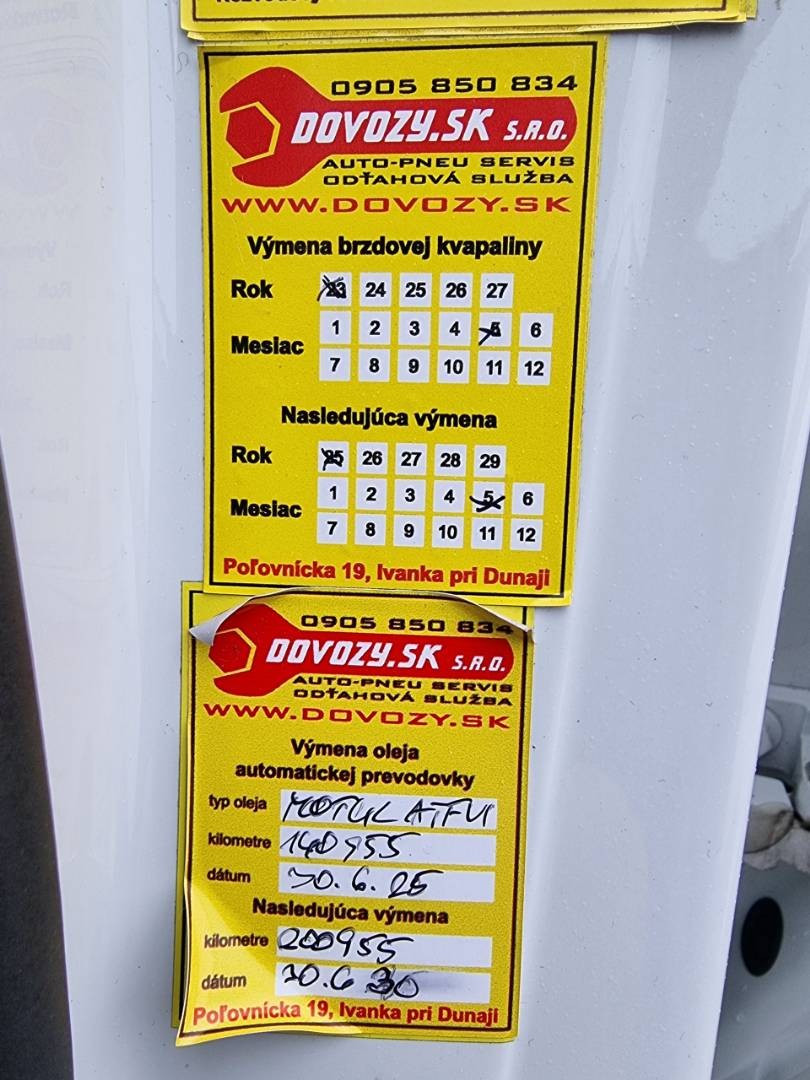 0905 850 834
DOVOZY.SK S.R.O.
AUTO-PNEU SERVIS
ODŤAHOVÁ SLUŽBA
WWW.DOVOZY.SK
Výmena brzdovej kvapaliny
Rok 23 24 25 26 27
Mesiac
1 2 3 4 5 6
7 8 9 10 11 12
Nasledujúca výmena
Rok 25 26 27 28 29
Mesiac
1 2 3 4 5 6
7 8 9 10 11 12
Poľovnícka 19, Ivanka pri Dunaji
0905 850 834
DOVOZY.SK S.R.O.
AUTO-PNEU SERVIS
ODŤAHOVÁ SLUŽBA
WWW.DOVOZY.SK
Výmena oleja
automatickej prevodovky
typ oleja MOTUL ATF VI
kilometre 140955
dátum 30.6.25
Nasledujúca výmena
kilometre 200955
dátum 30.6 30
Poľovnícka 19, Ivanka pri Dunaji